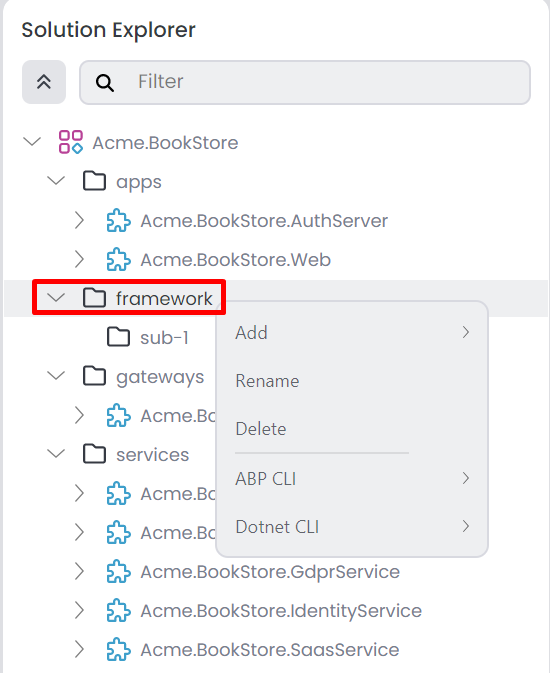 Solution Explorer
Filter
Acme.BookStore
apps
Acme.BookStore.AuthServer
Acme.BookStore.Web
framework
sub-1
gateways
Acme.Bo
services
Acme.Bo
Acme.Bo
Acme.BookStore.GdprService
Acme.BookStore.IdentityService
Acme.BookStore.SaasService
Add
Rename
Delete
ABP CLI
Dotnet CLI